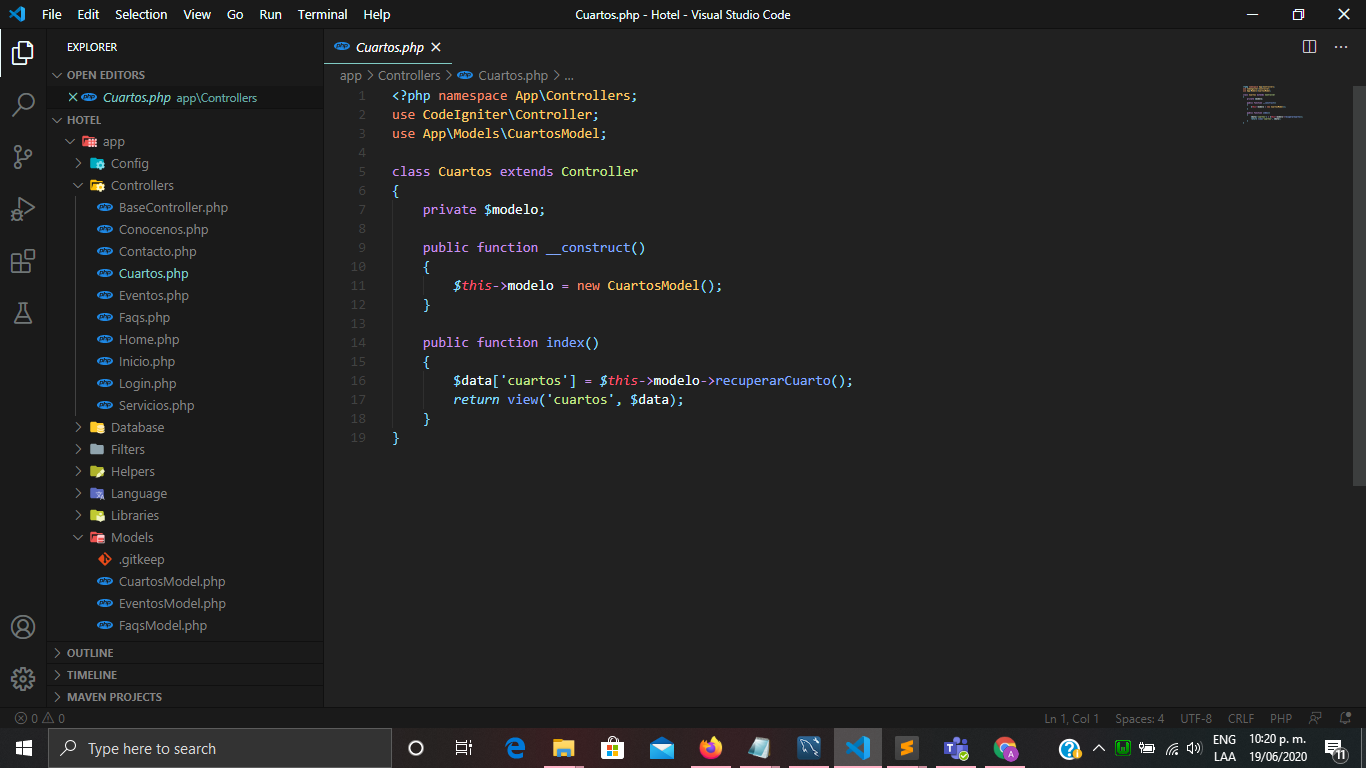 File Edit Selection View Go Run Terminal Help
Cuartos.php - Hotel - Visual Studio Code
EXPLORER
OPEN EDITORS
Cuartos.php app\Controllers
HOTEL
app
Config
Controllers
BaseController.php
Conocenos.php
Contacto.php
Cuartos.php
Eventos.php
Faqs.php
Home.php
Inicio.php
Login.php
Servicios.php
Database
Filters
Helpers
Language
Libraries
Models
.gitkeep
CuartosModel.php
EventosModel.php
FaqsModel.php
OUTLINE
TIMELINE
MAVEN PROJECTS
Cuartos.php
app > Controllers > Cuartos.php > ...
1 <?php namespace App\Controllers;
2 use CodeIgniter\Controller;
3 use App\Models\CuartosModel;
4
5 class Cuartos extends Controller
6 {
7 private $modelo;
8
9 public function __construct()
10 {
11 $this->modelo = new CuartosModel();
12 }
13
14 public function index()
15 {
16 $data['cuartos'] = $this->modelo->recuperarCuarto();
17 return view('cuartos', $data);
18 }
19 }
0 0
Ln 1, Col 1 Spaces: 4 UTF-8 CRLF PHP
Type here to search
ENG
LAA
10:20 p. m.
19/06/2020
11